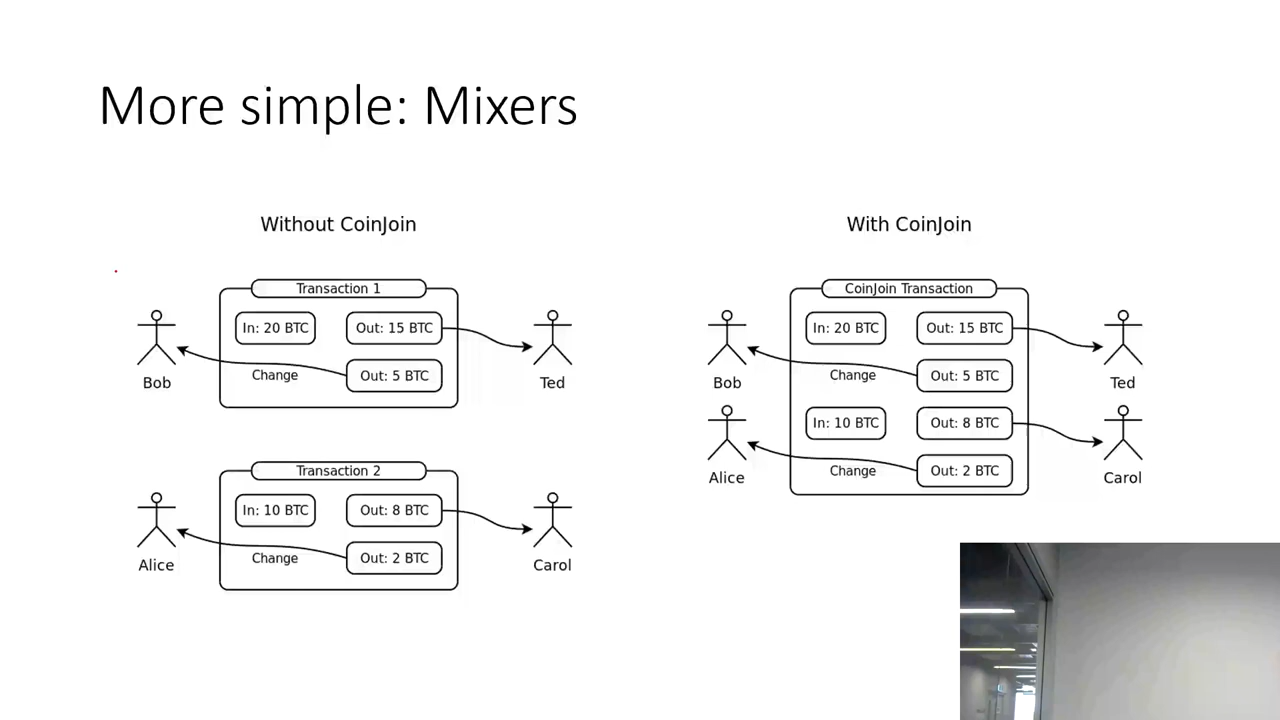 More simple: Mixers
Without CoinJoin
Transaction 1
In: 20 BTC
Out: 15 BTC
Change
Out: 5 BTC
Bob
Ted
Transaction 2
In: 10 BTC
Out: 8 BTC
Change
Out: 2 BTC
Alice
Carol
With CoinJoin
CoinJoin Transaction
In: 20 BTC
Out: 15 BTC
Change
Out: 5 BTC
Bob
Ted
In: 10 BTC
Out: 8 BTC
Change
Out: 2 BTC
Alice
Carol